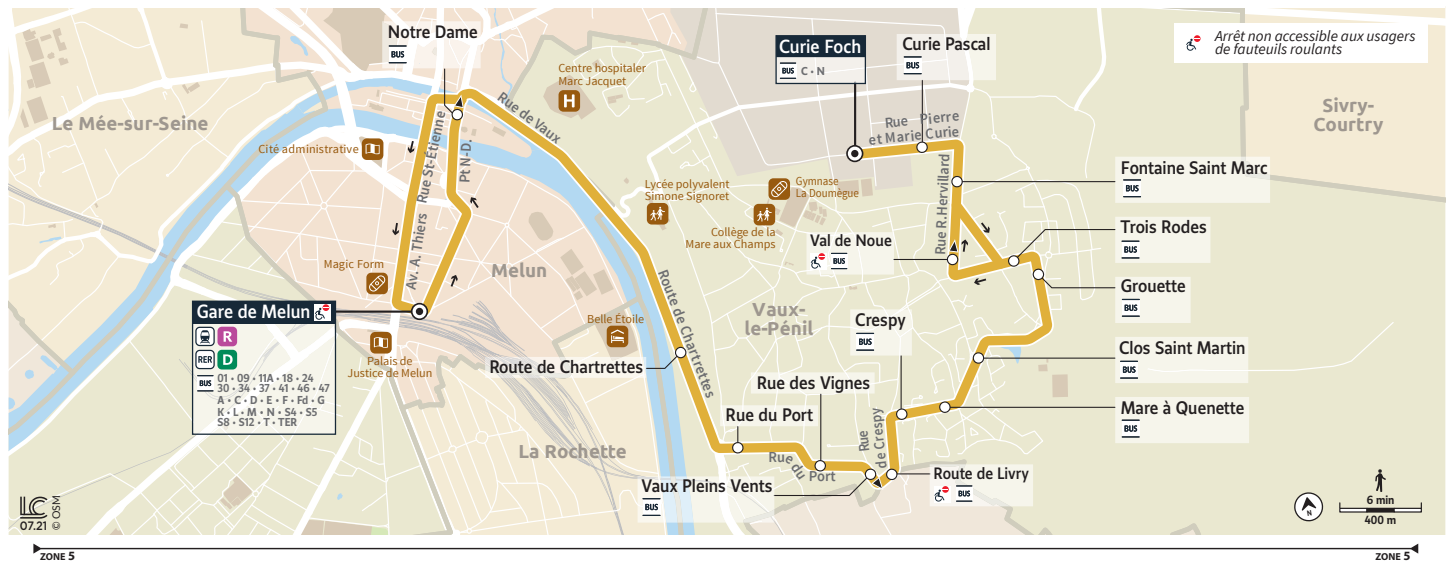 Notre Dame
BUS
Curie Foch
BUS C • N
Curie Pascal
BUS
Arrêt non accessible aux usagers
de fauteuils roulants
Centre hospitaler
Marc Jacquet
H
Le Mée-sur-Seine
Sivry-
Courtry
Rue de Vaux
Rue Pierre
et Marie Curie
Cité administrative
Rue St-Étienne
Pt N-D.
Av. A. Thiers
Lycée polyvalent
Simone Signoret
Gymnase
La Doumègue
Collège de la
Mare aux Champs
Rue R.Hervillard
Fontaine Saint Marc
BUS
Trois Rodes
BUS
Val de Noue
BUS
Magic Form
Melun
Route de Chartrettes
Grouette
BUS
Gare de Melun
R
RER D
BUS 01 • 09 • 11A • 18 • 24
30 • 34 • 37 • 41 • 46 • 47
A • C • D • E • F • Fd • G
K • L • M • N • S4 • S5
S8 • S12 • T • TER
Palais de
Justice de Melun
Belle Étoile
Vaux-
le-Pénil
Crespy
BUS
Clos Saint Martin
BUS
Route de Chartrettes
Rue des Vignes
Rue du Port
Mare à Quenette
BUS
La Rochette
Rue du Port
Rue
de Crespy
Vaux Pleins Vents
BUS
Route de Livry
BUS
LC
07.21
© OSM
N
6 min
400 m
ZONE 5
ZONE 5